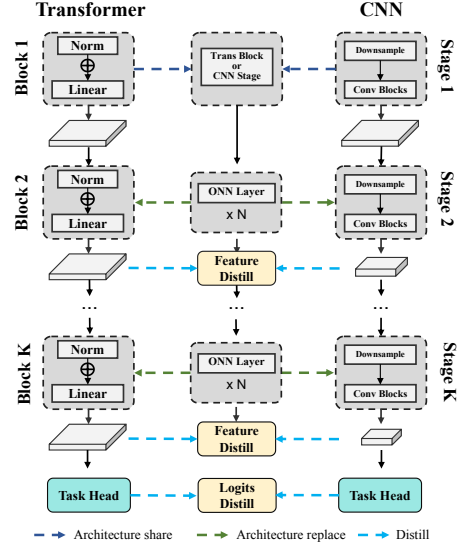 Transformer
CNN
Block 1
Norm
Linear
Trans Block
or
CNN Stage
Downsample
Conv Blocks
Stage 1
Block 2
Norm
Linear
ONN Layer
x N
Downsample
Conv Blocks
Stage 2
Feature
Distill
...
...
...
Block K
Norm
Linear
ONN Layer
x N
Downsample
Conv Blocks
Stage K
Feature
Distill
Task Head
Logits
Distill
Task Head
Architecture share
Architecture replace
Distill